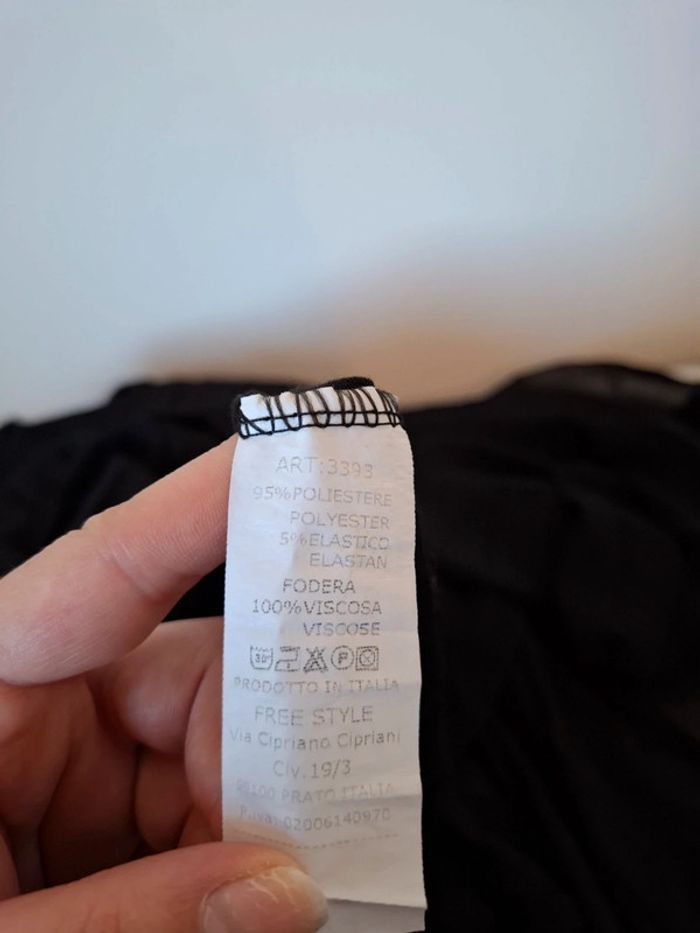 ART:3393
95%POLIESTERE
POLYESTER
5%ELASTICO
ELASTAN
FODERA
100%VISCOSA
VISCOSE
30°
P
PRODOTTO IN ITALIA
FREE STYLE
Via Cipriano Cipriani
Civ.19/3
PRATO ITALIA
P.iva:02006140970